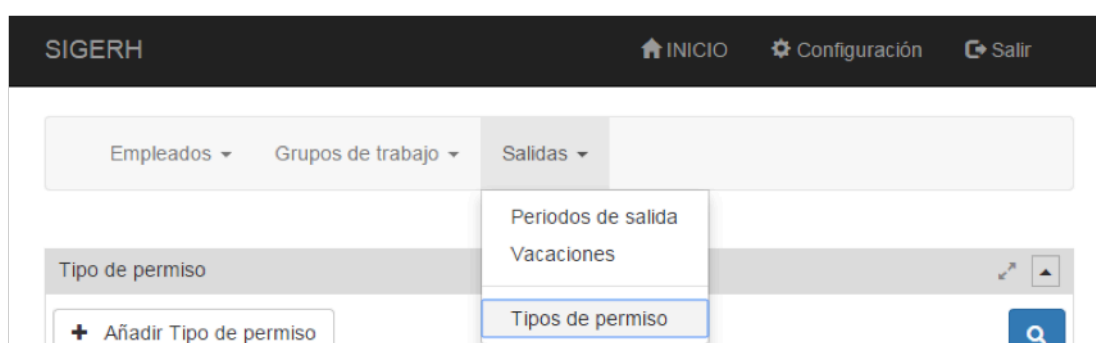 SIGERH INICIO Configuración Salir
Empleados Grupos de trabajo Salidas
Periodos de salida
Vacaciones
Tipo de permiso
Tipos de permiso
Añadir Tipo de permiso